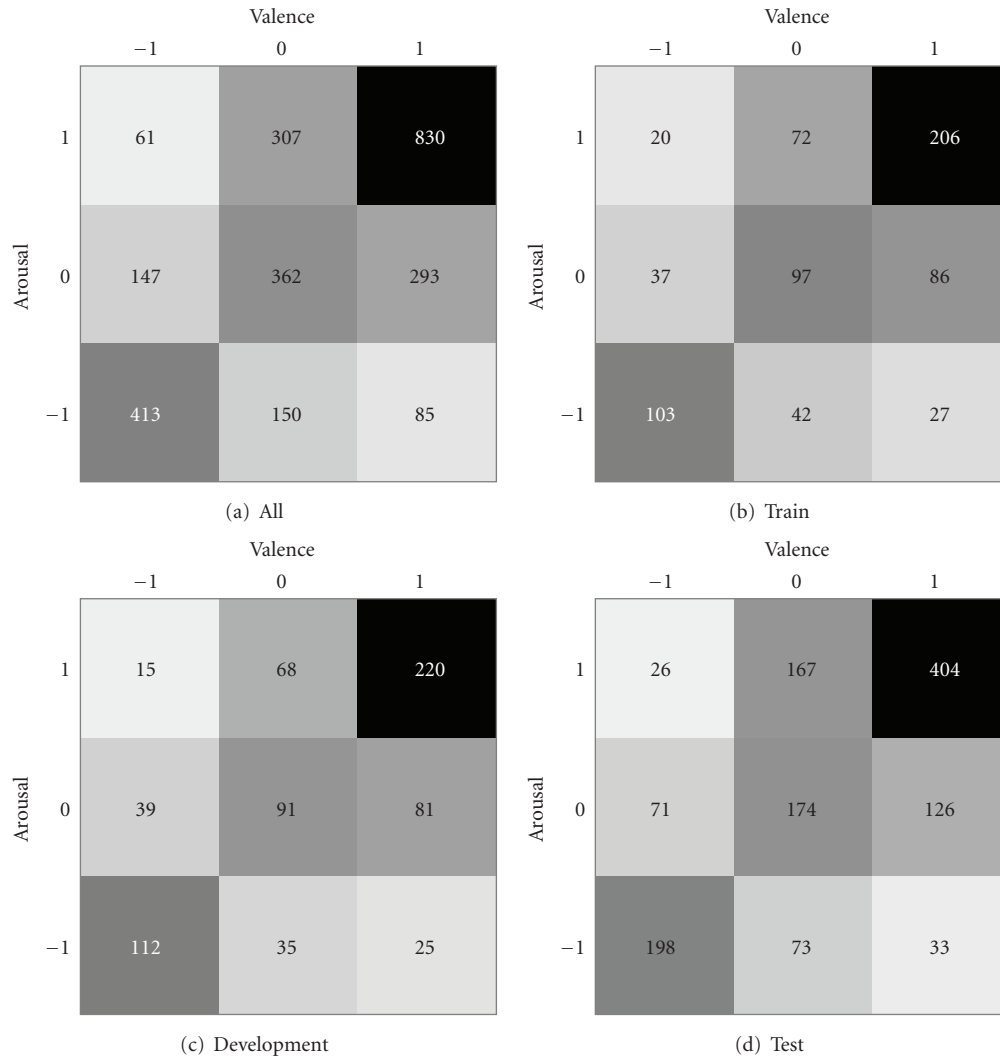 Valence
−1 0 1
Arousal
1 61 307 830
0 147 362 293
−1 413 150 85
(a) All
Valence
−1 0 1
Arousal
1 20 72 206
0 37 97 86
−1 103 42 27
(b) Train
Valence
−1 0 1
Arousal
1 15 68 220
0 39 91 81
−1 112 35 25
(c) Development
Valence
−1 0 1
Arousal
1 26 167 404
0 71 174 126
−1 198 73 33
(d) Test